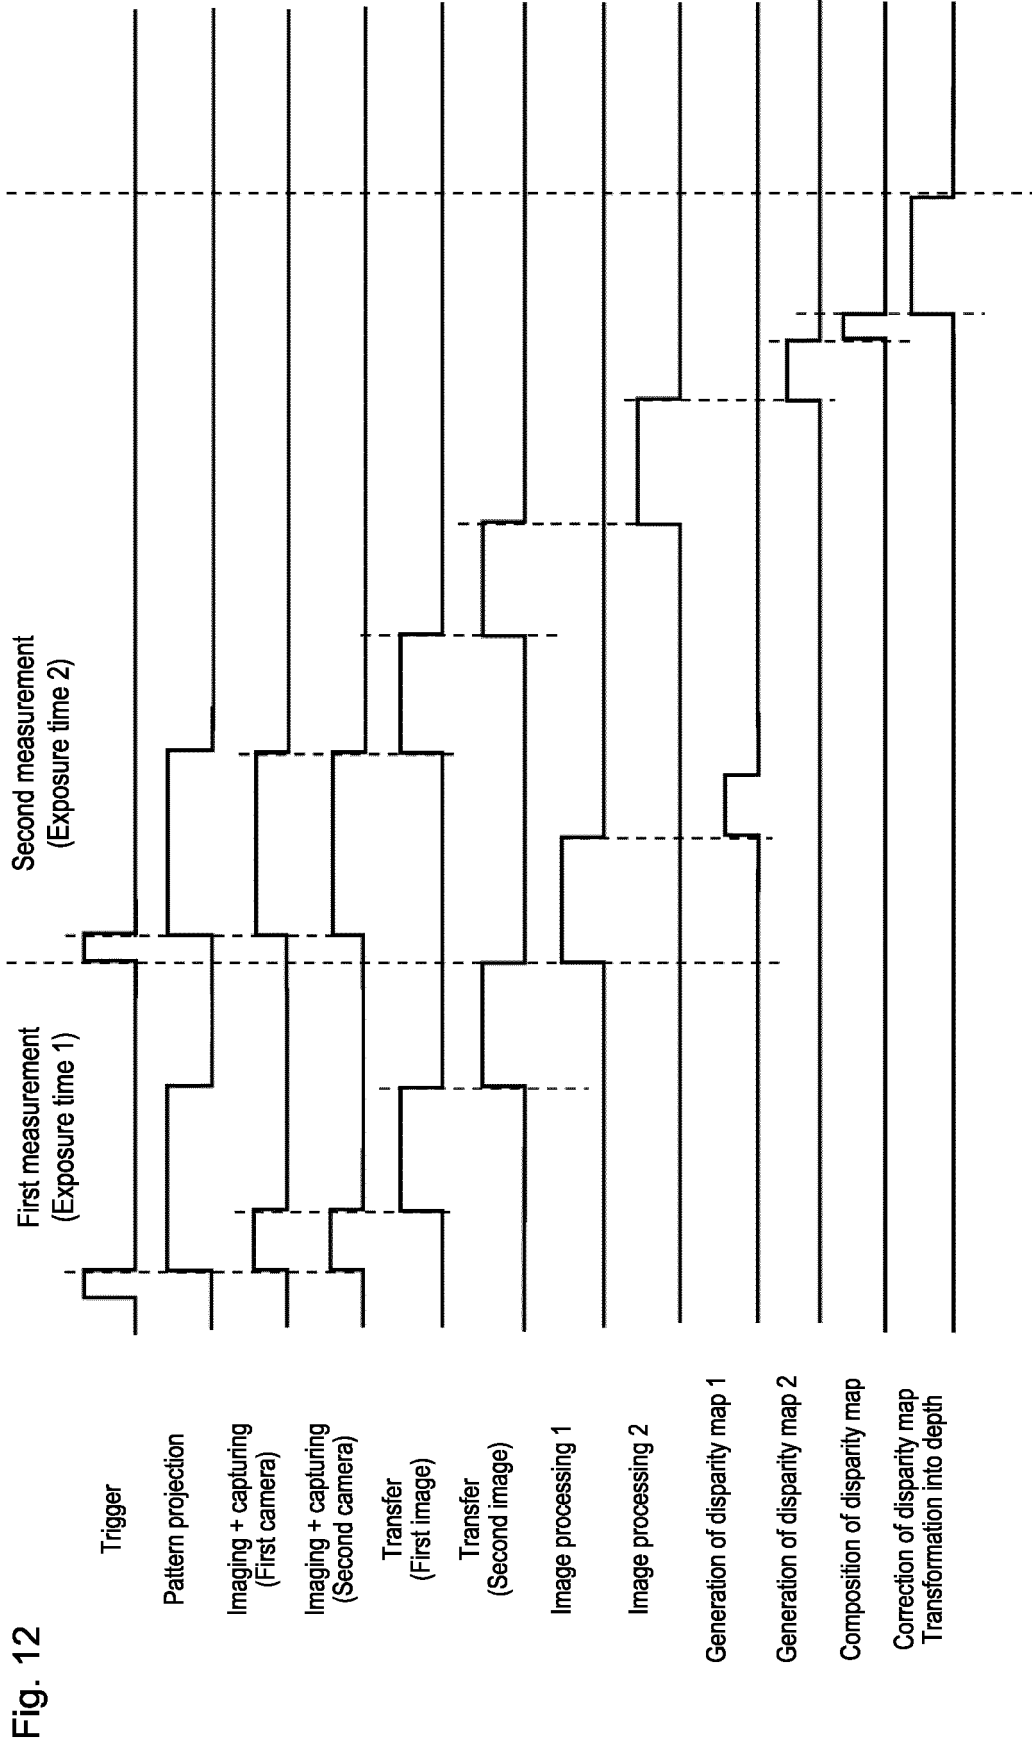 Fig. 12
First measurement
(Exposure time 1)
Second measurement
(Exposure time 2)
Trigger
Pattern projection
Imaging + capturing
(First camera)
Imaging + capturing
(Second camera)
Transfer
(First image)
Transfer
(Second image)
Image processing 1
Image processing 2
Generation of disparity map 1
Generation of disparity map 2
Composition of disparity map
Correction of disparity map
Transformation into depth